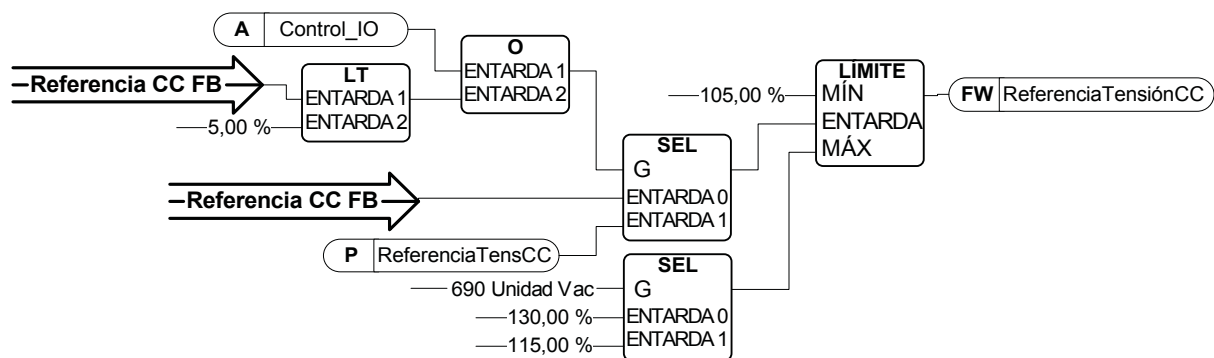 A Control_IO
Referencia CC FB
LT
ENTARDA 1
ENTARDA 2
5,00 %
O
ENTARDA 1
ENTARDA 2
Referencia CC FB
P ReferenciaTensCC
SEL
G
ENTARDA 0
ENTARDA 1
SEL
690 Unidad Vac
G
130,00 %
ENTARDA 0
115,00 %
ENTARDA 1
LÍMITE
105,00 %
MÍN
ENTARDA
MÁX
FW ReferenciaTensiónCC